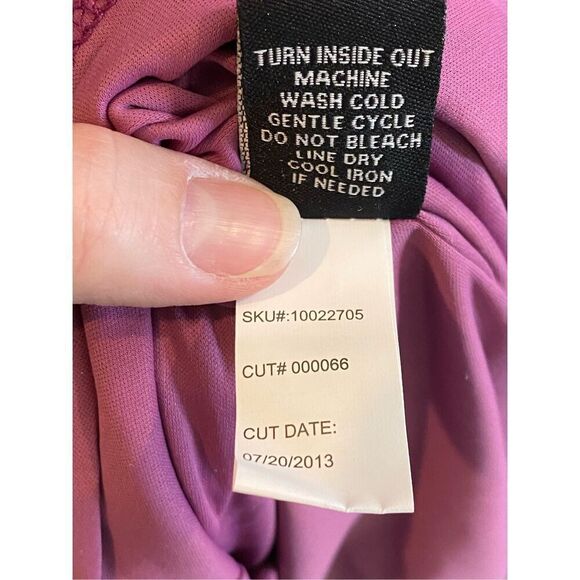 TURN INSIDE OUT
MACHINE
WASH COLD
GENTLE CYCLE
DO NOT BLEACH
LINE DRY
COOL IRON
IF NEEDED
SKU#:10022705
CUT# 000066
CUT DATE:
07/20/2013